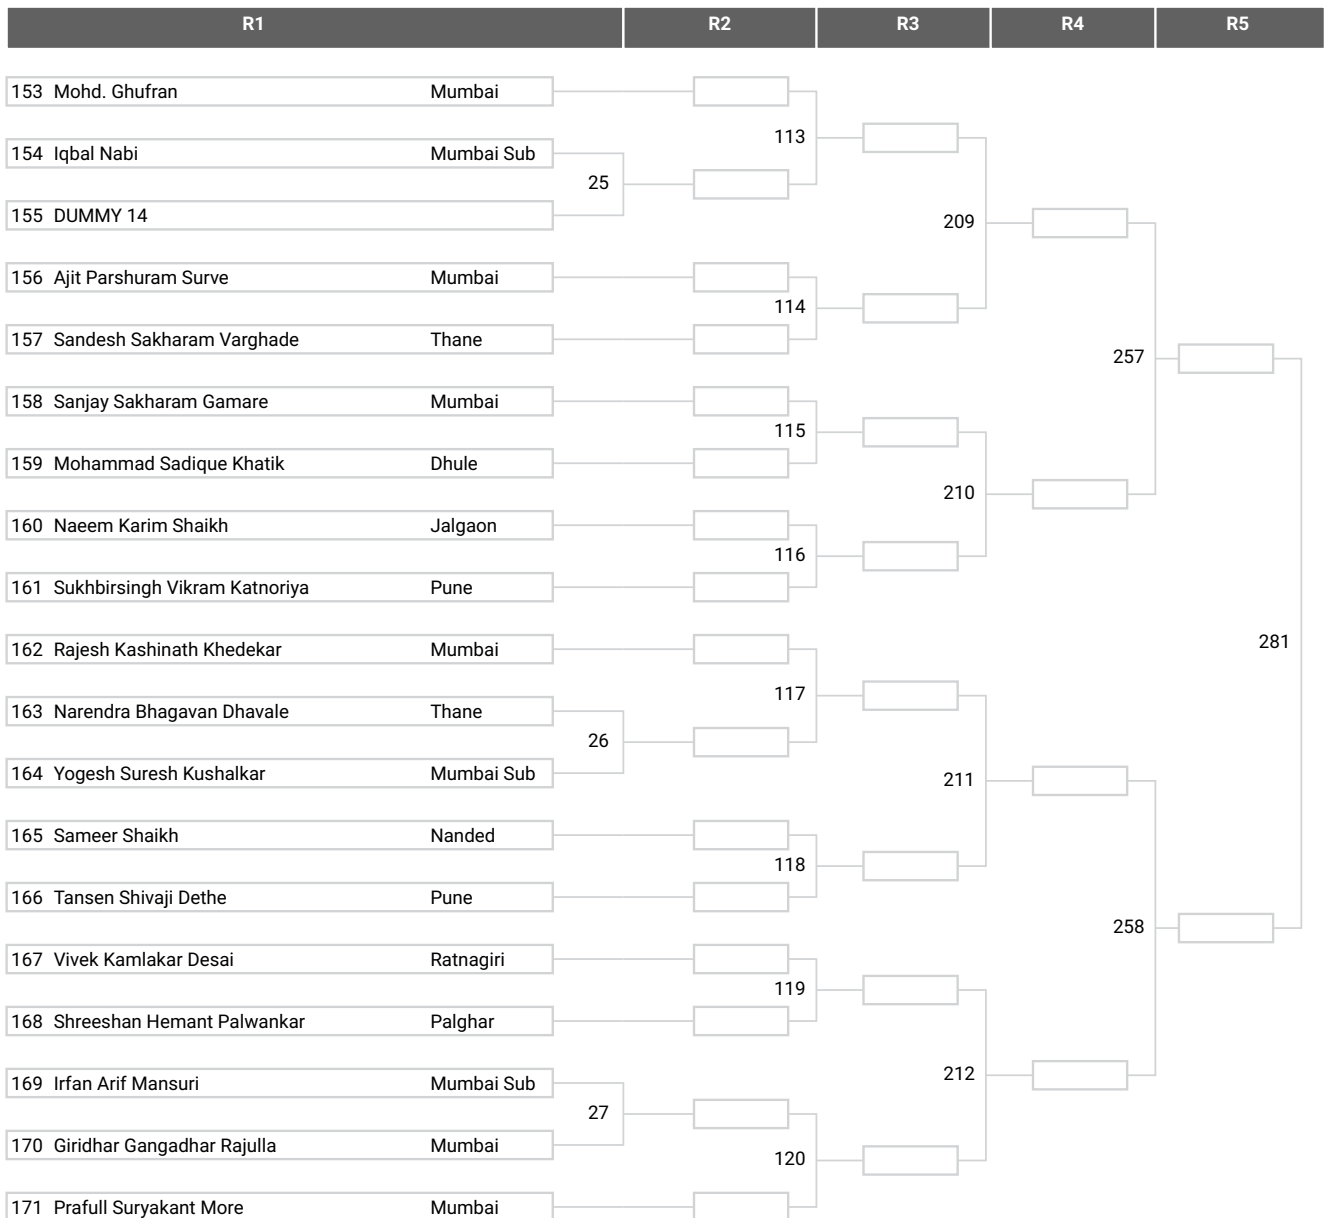 R1 R2 R3 R4 R5
153 Mohd. Ghufran Mumbai
113
154 Iqbal Nabi Mumbai Sub
25
155 DUMMY 14
209
156 Ajit Parshuram Surve Mumbai
114
157 Sandesh Sakharam Varghade Thane
257
158 Sanjay Sakharam Gamare Mumbai
115
159 Mohammad Sadique Khatik Dhule
210
160 Naeem Karim Shaikh Jalgaon
116
161 Sukhbirsingh Vikram Katnoriya Pune
281
162 Rajesh Kashinath Khedekar Mumbai
117
163 Narendra Bhagavan Dhavale Thane
26
164 Yogesh Suresh Kushalkar Mumbai Sub
211
165 Sameer Shaikh Nanded
118
166 Tansen Shivaji Dethe Pune
258
167 Vivek Kamlakar Desai Ratnagiri
119
168 Shreeshan Hemant Palwankar Palghar
212
169 Irfan Arif Mansuri Mumbai Sub
27
170 Giridhar Gangadhar Rajulla Mumbai
120
171 Prafull Suryakant More Mumbai